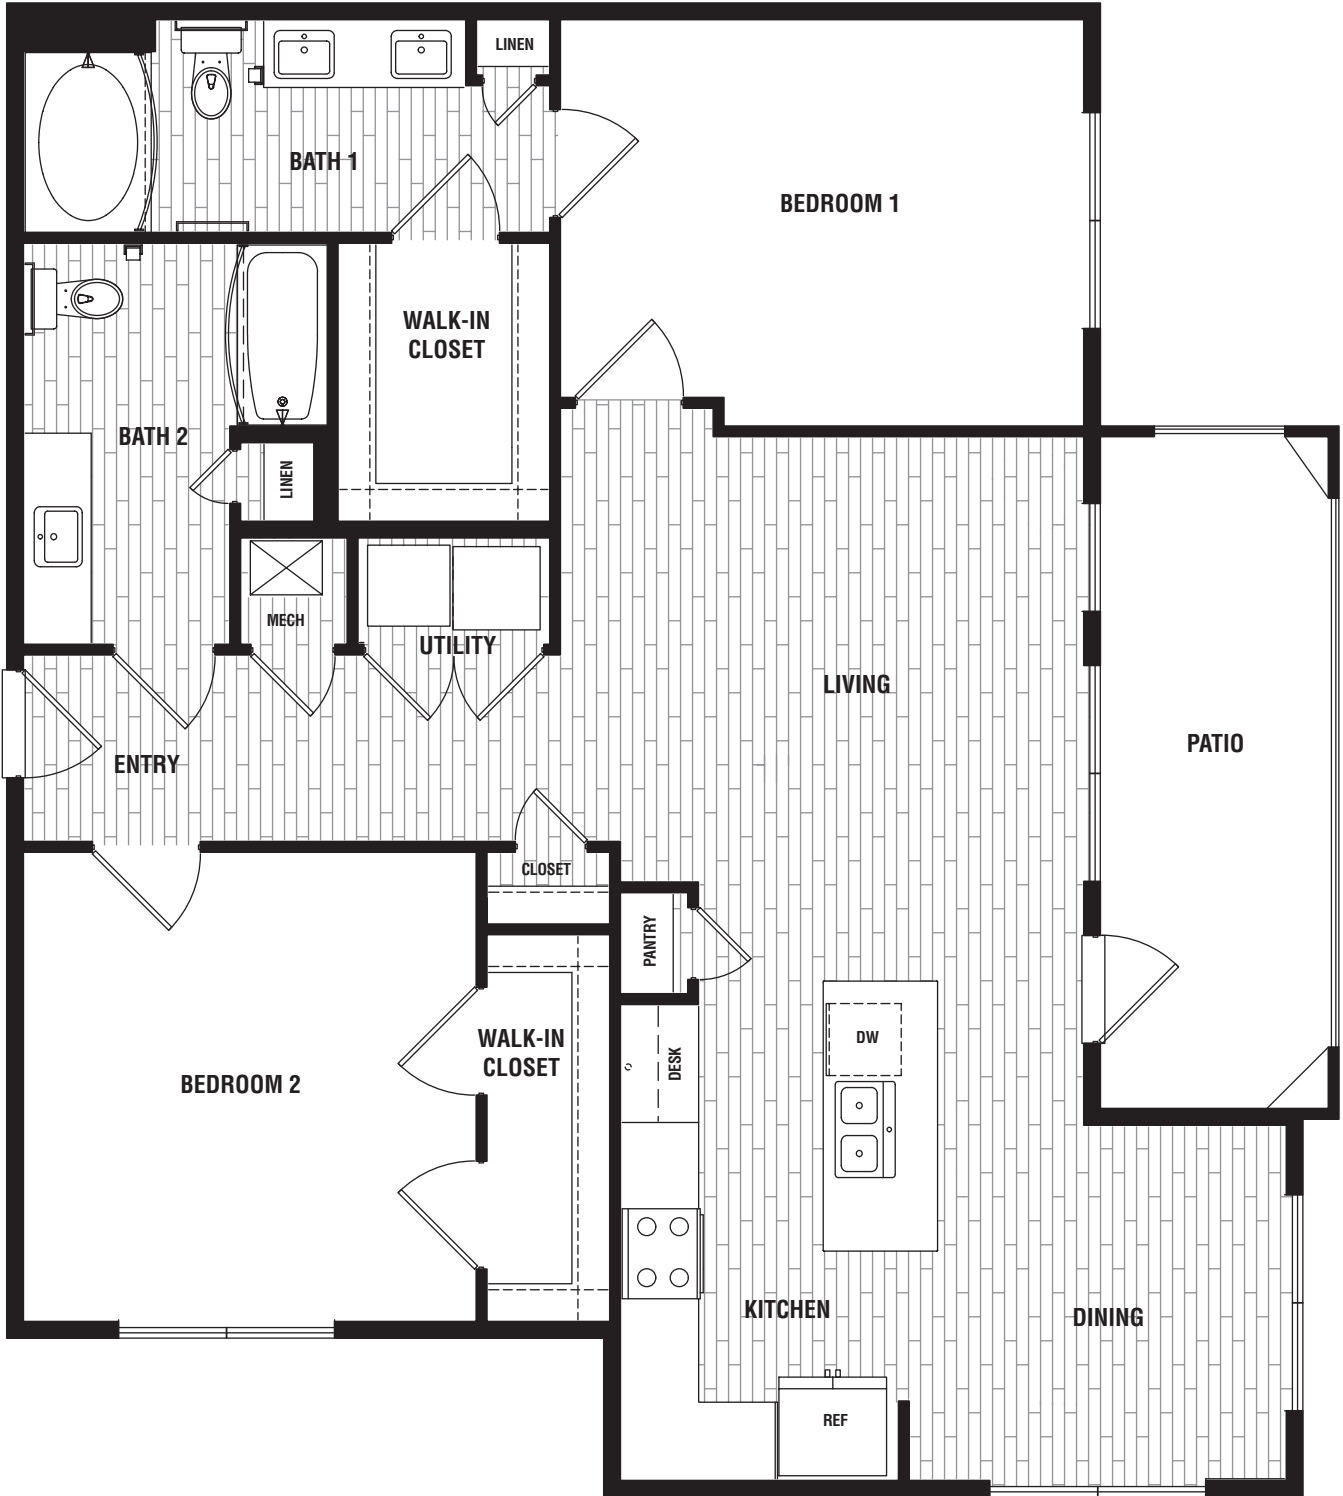 LINEN
BATH 1
BEDROOM 1
WALK-IN
CLOSET
BATH 2
LINEN
MECH
UTILITY
LIVING
PATIO
ENTRY
CLOSET
PANTRY
DW
WALK-IN
CLOSET
DESK
BEDROOM 2
KITCHEN
DINING
REF